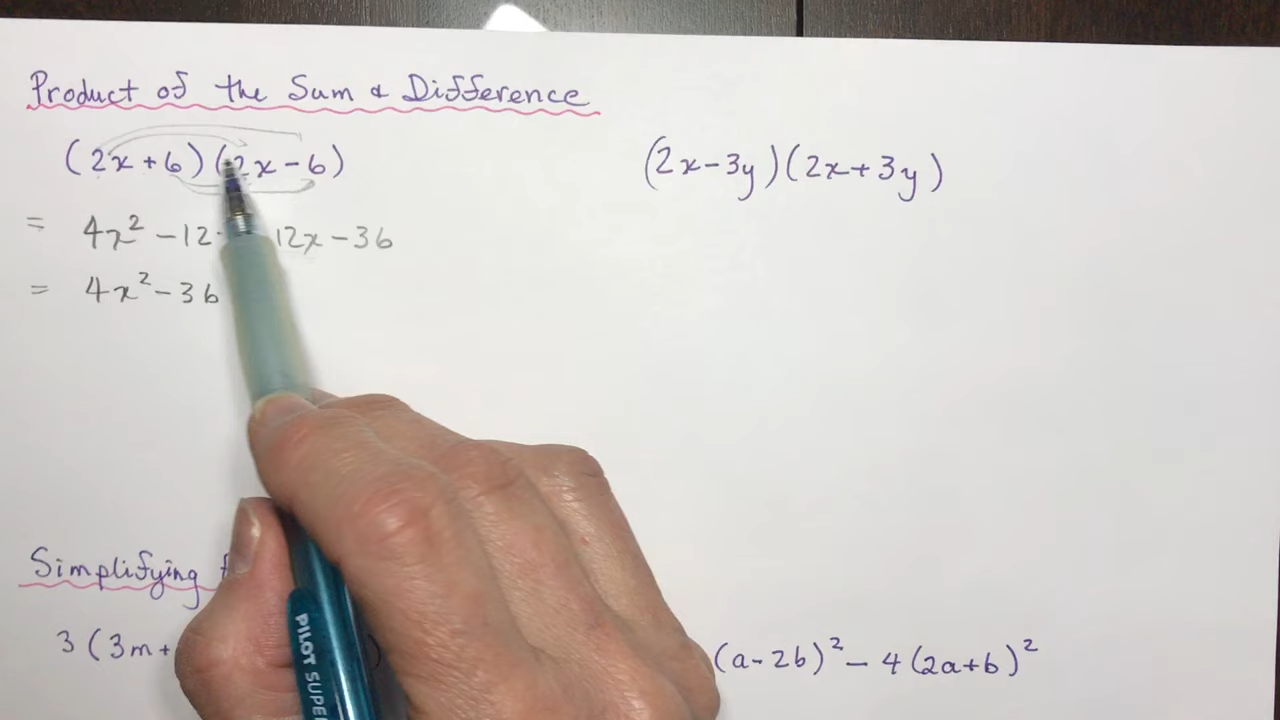 Product of the Sum & Difference
(2x+6)(2x-6)
= 4x² -12 12x -36
= 4x² -36
(2x-3y)(2x+3y)
Simplifying
3(3m+
(a-2b)² - 4(2a+b)²
PILOT SUPER